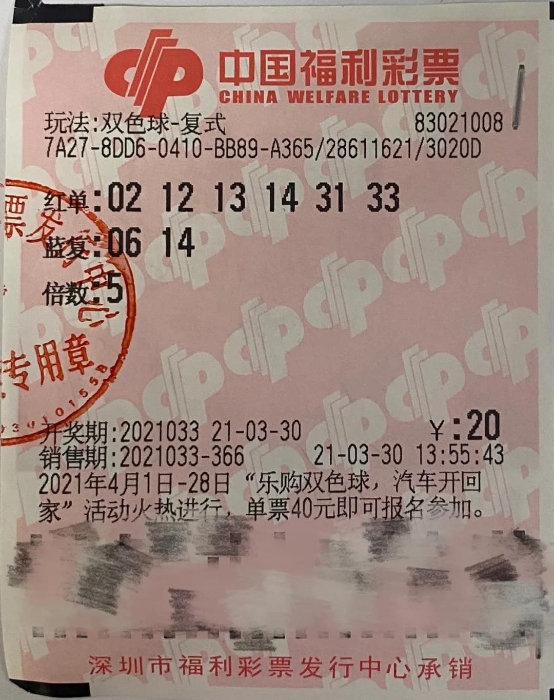 中国福利彩票
CHINA WELFARE LOTTERY
玩法:双色球-复式 83021008
7A27-8DD6-0410-BB89-A365/28611621/3020D
红单:02 12 13 14 31 33
蓝复:06 14
倍数:5
专用章
开奖期:2021033 21-03-30 ¥:20
销售期:2021033-366 21-03-30 13:55:43
2021年4月1日-28日“乐购双色球，汽车开回
家”活动火热进行，单票40元即可报名参加。
深圳市福利彩票发行中心承销